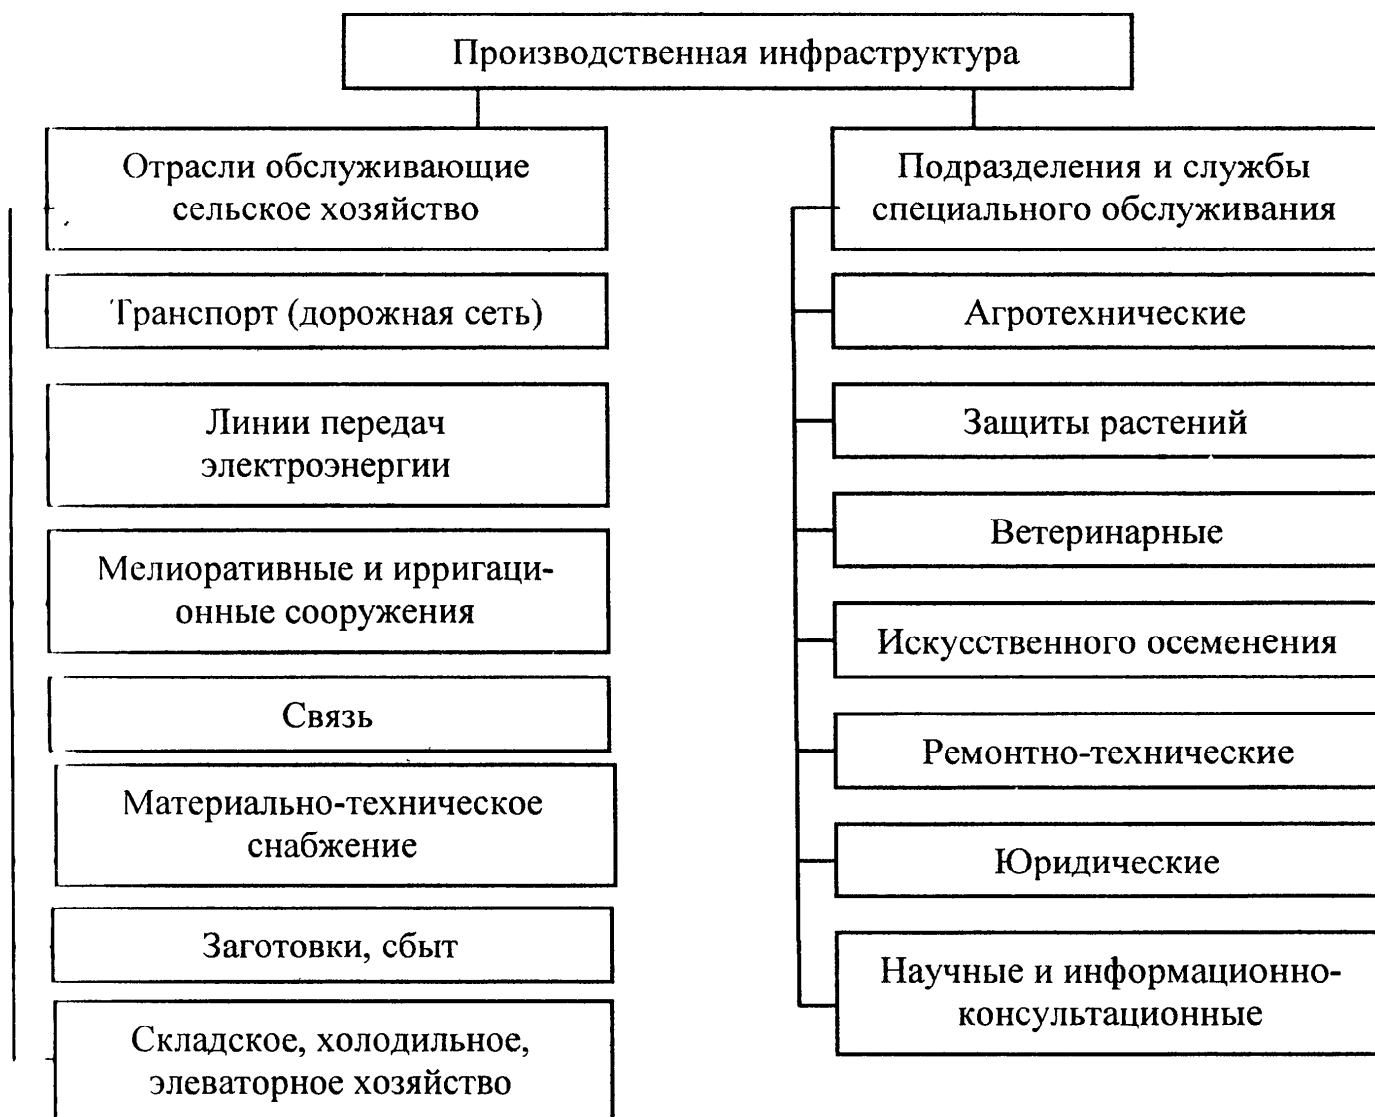 Производственная инфраструктура
Отрасли обслуживающие
сельское хозяйство
Транспорт (дорожная сеть)
Линии передач
электроэнергии
Мелиоративные и ирригаци-
онные сооружения
Связь
Материально-техническое
снабжение
Заготовки, сбыт
Складское, холодильное,
элеваторное хозяйство
Подразделения и службы
специального обслуживания
Агротехнические
Защиты растений
Ветеринарные
Искусственного осеменения
Ремонтно-технические
Юридические
Научные и информационно-
консультационные